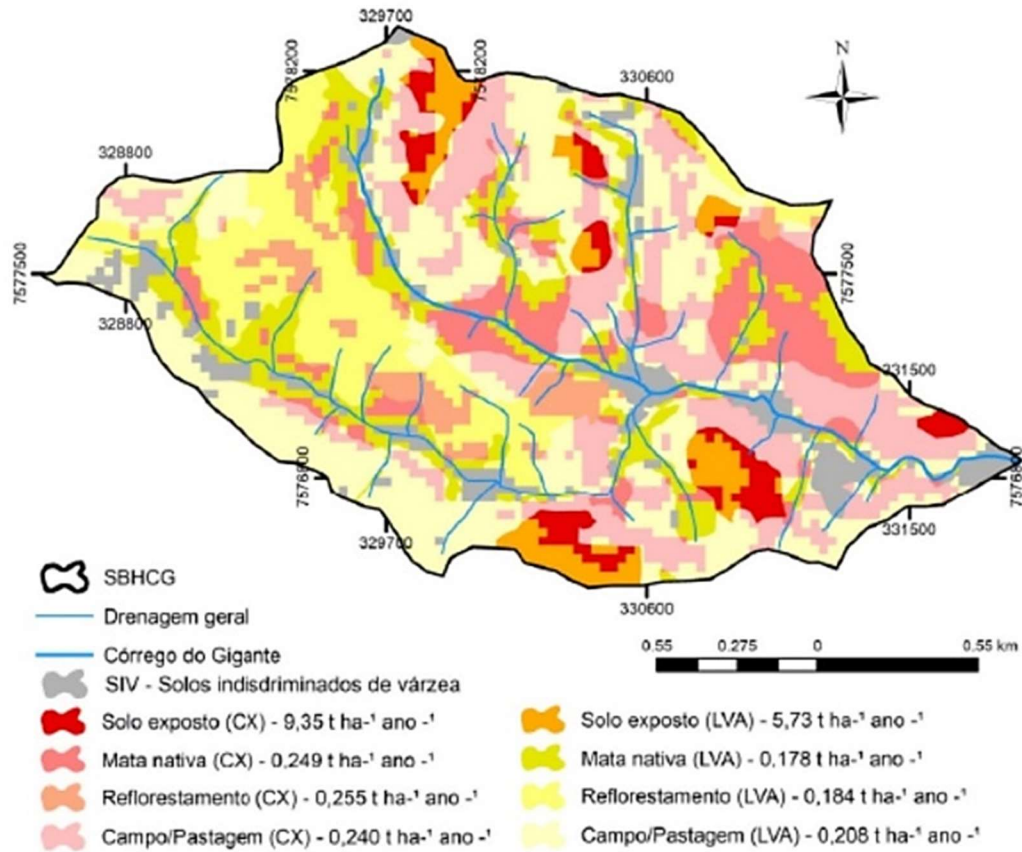 329700
N
7578200
7578200
330600
328800
7577500
7577500
328800
331500
7576800
329700
331500
330600
SBHCG
Drenagem geral
Córrego do Gigante
0.55 0.275 0 0.55 km
SIV - Solos indisdriminados de várzea
Solo exposto (CX) - 9,35 t ha-¹ ano -¹
Solo exposto (LVA) - 5,73 t ha-¹ ano -¹
Mata nativa (CX) - 0,249 t ha-¹ ano -¹
Mata nativa (LVA) - 0,178 t ha-¹ ano -¹
Reflorestamento (CX) - 0,255 t ha-¹ ano -¹
Reflorestamento (LVA) - 0,184 t ha-¹ ano -¹
Campo/Pastagem (CX) - 0,240 t ha-¹ ano -¹
Campo/Pastagem (LVA) - 0,208 t ha-¹ ano -¹